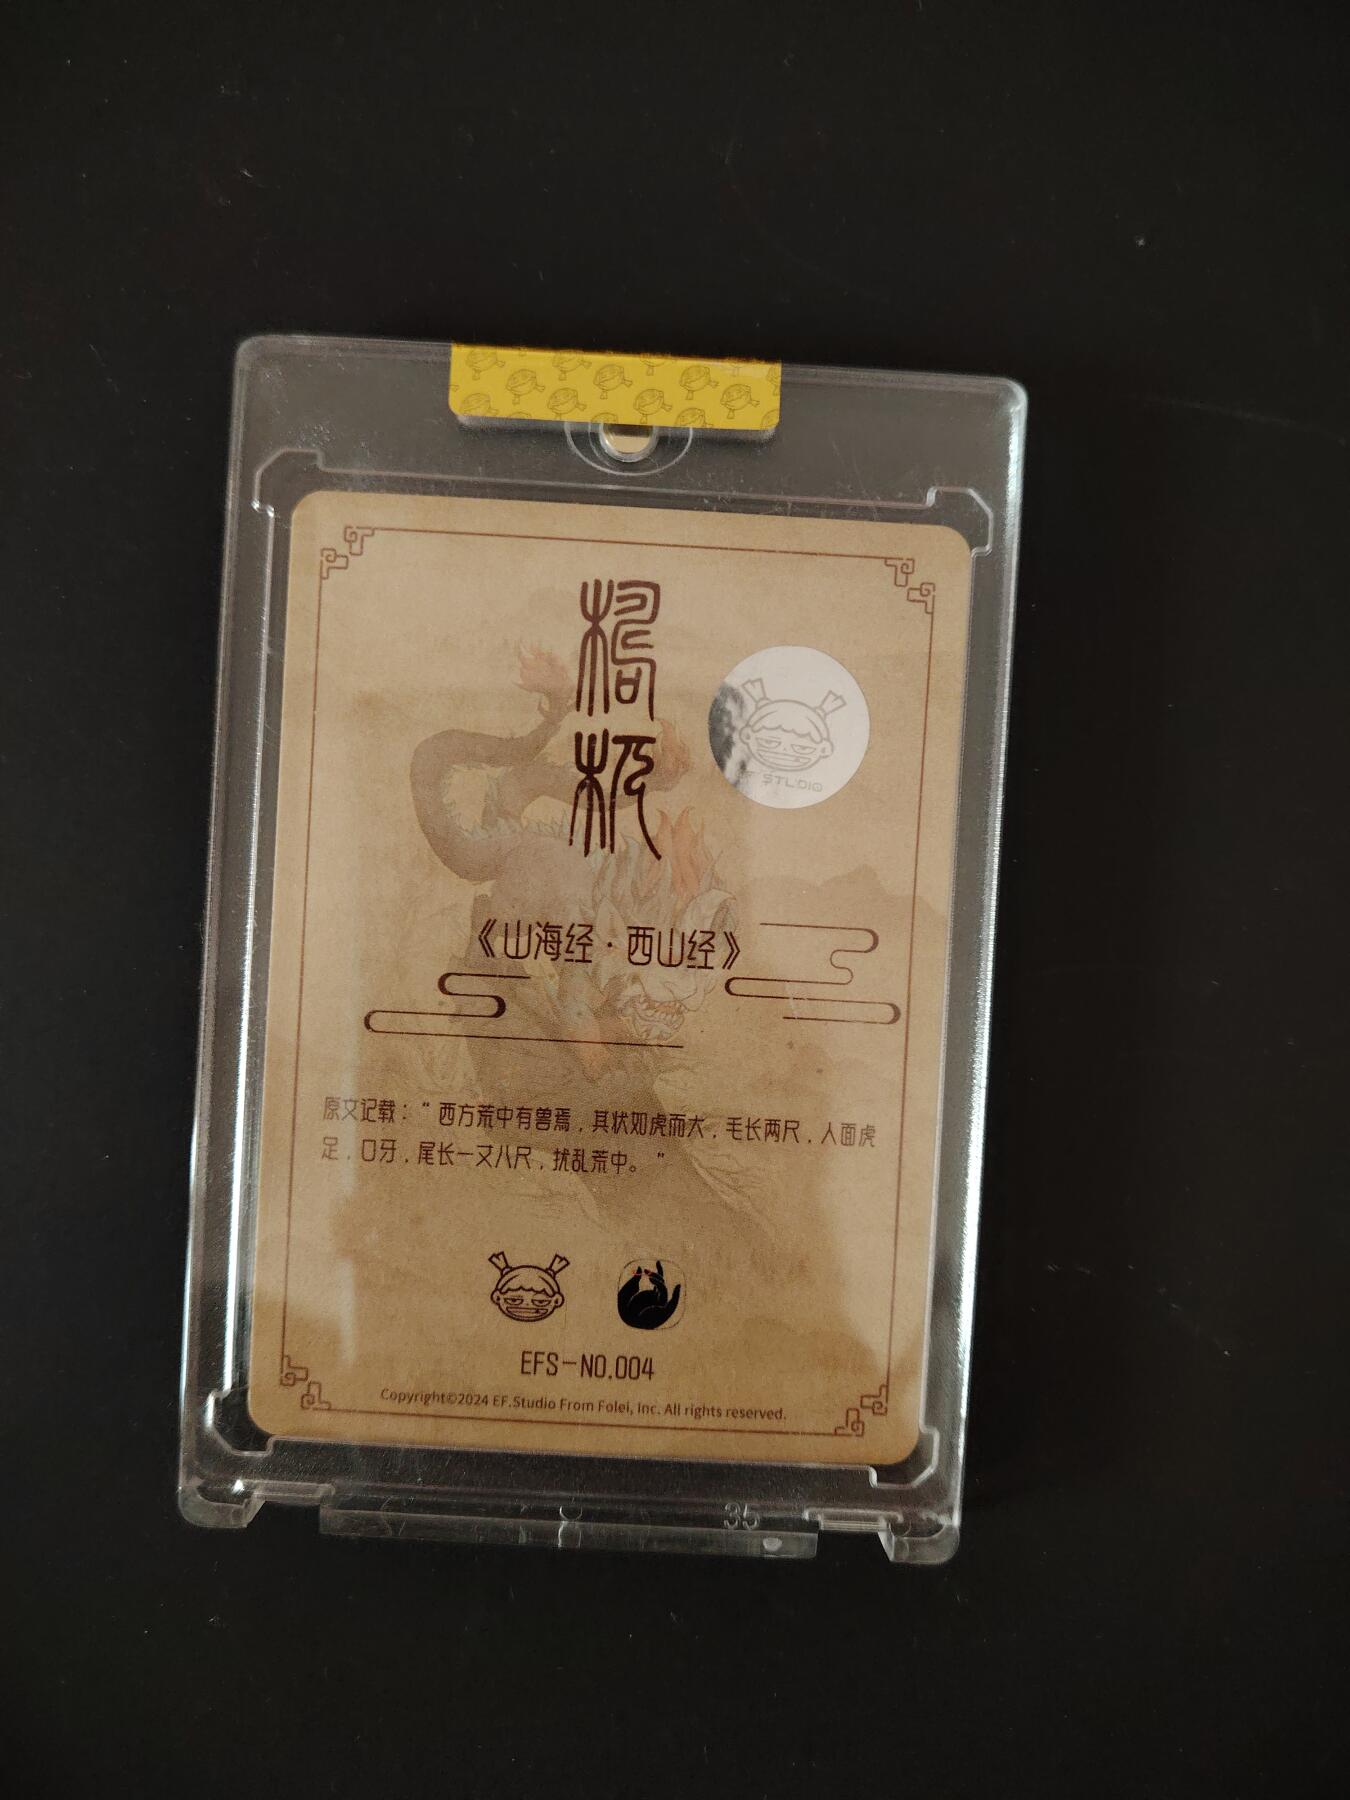 梼
杌
STUDIO
《山海经·西山经》
原文记载：“西方荒中有兽焉，其状如虎而大，毛长两尺，人面虎
足，口牙，尾长一丈八尺，扰乱荒中。”
EFS-NO.004
Copyright©2024 EF.Studio From Folei, Inc. All rights reserved.
35